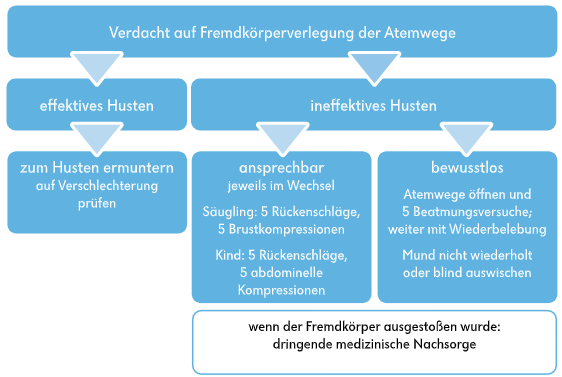 Verdacht auf Fremdkörperverlegung der Atemwege
effektives Husten
ineffektives Husten
zum Husten ermuntern
auf Verschlechterung
prüfen
ansprechbar
jeweils im Wechsel
Säugling: 5 Rückenschläge,
5 Brustkompressionen
Kind: 5 Rückenschläge,
5 abdominelle
Kompressionen
bewusstlos
Atemwege öffnen und
5 Beatmungsversuche;
weiter mit Wiederbelebung
Mund nicht wiederholt
oder blind auswischen
wenn der Fremdkörper ausgestoßen wurde:
dringende medizinische Nachsorge